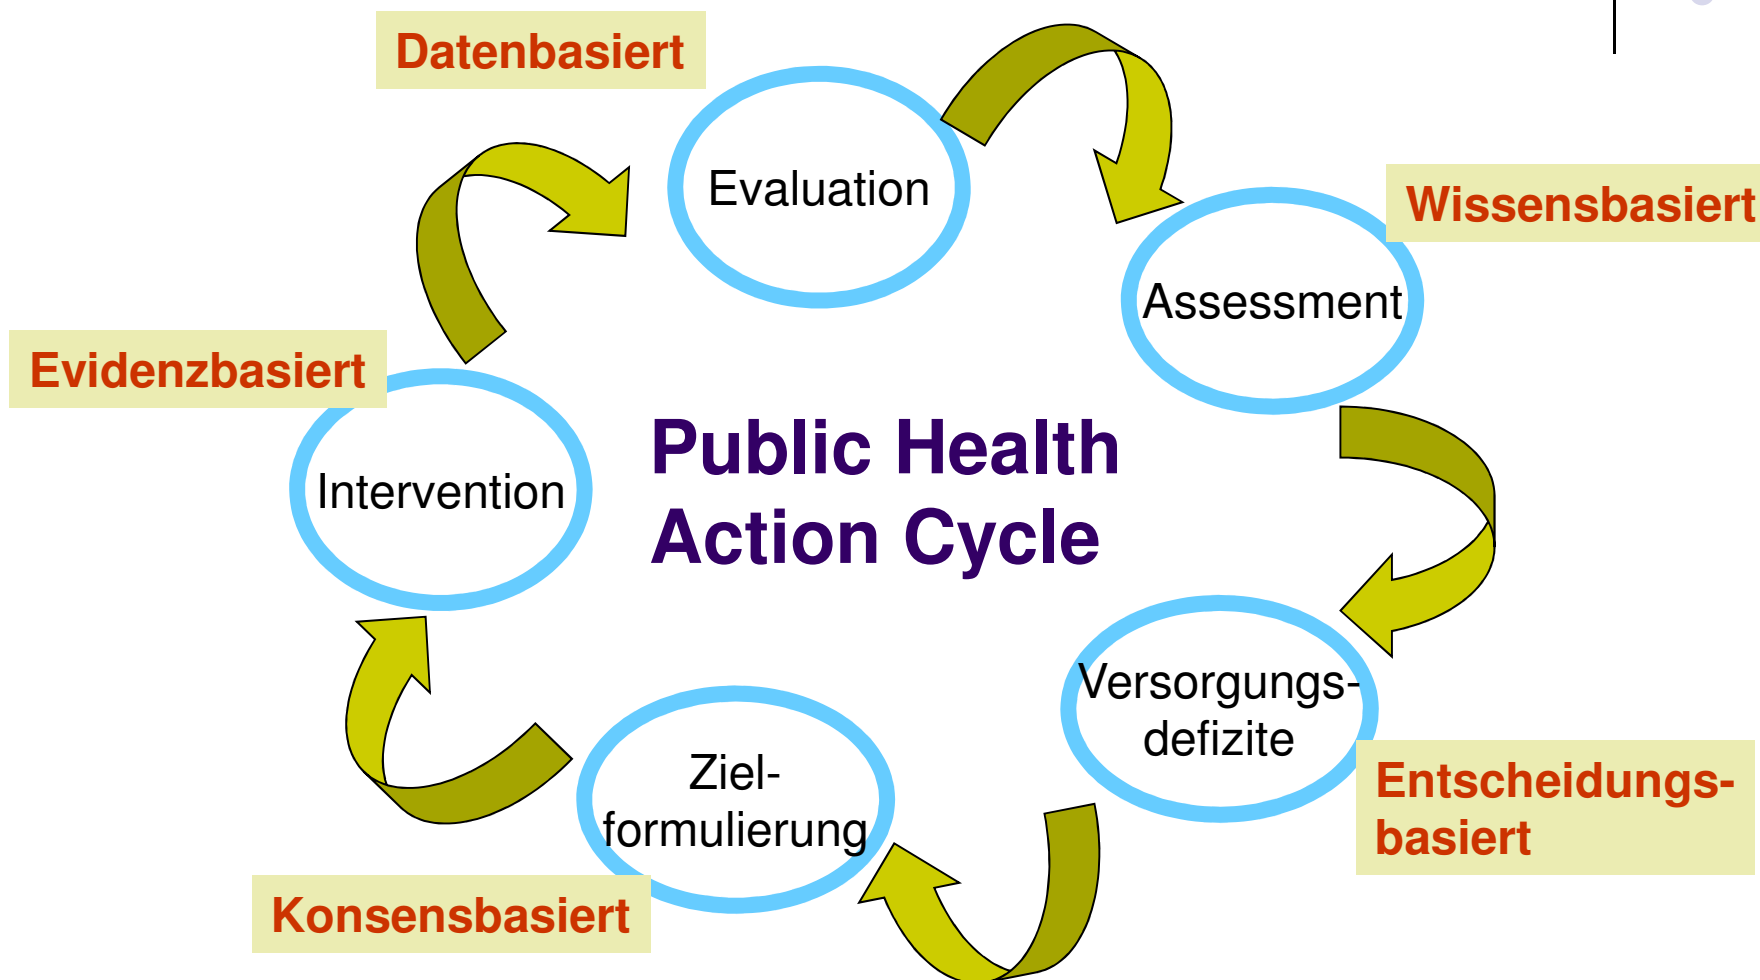 Datenbasiert
Evaluation
Wissensbasiert
Assessment
Evidenzbasiert
Intervention
Public Health
Action Cycle
Versorgungs-
defizite
Entscheidungs-
basiert
Ziel-
formulierung
Konsensbasiert